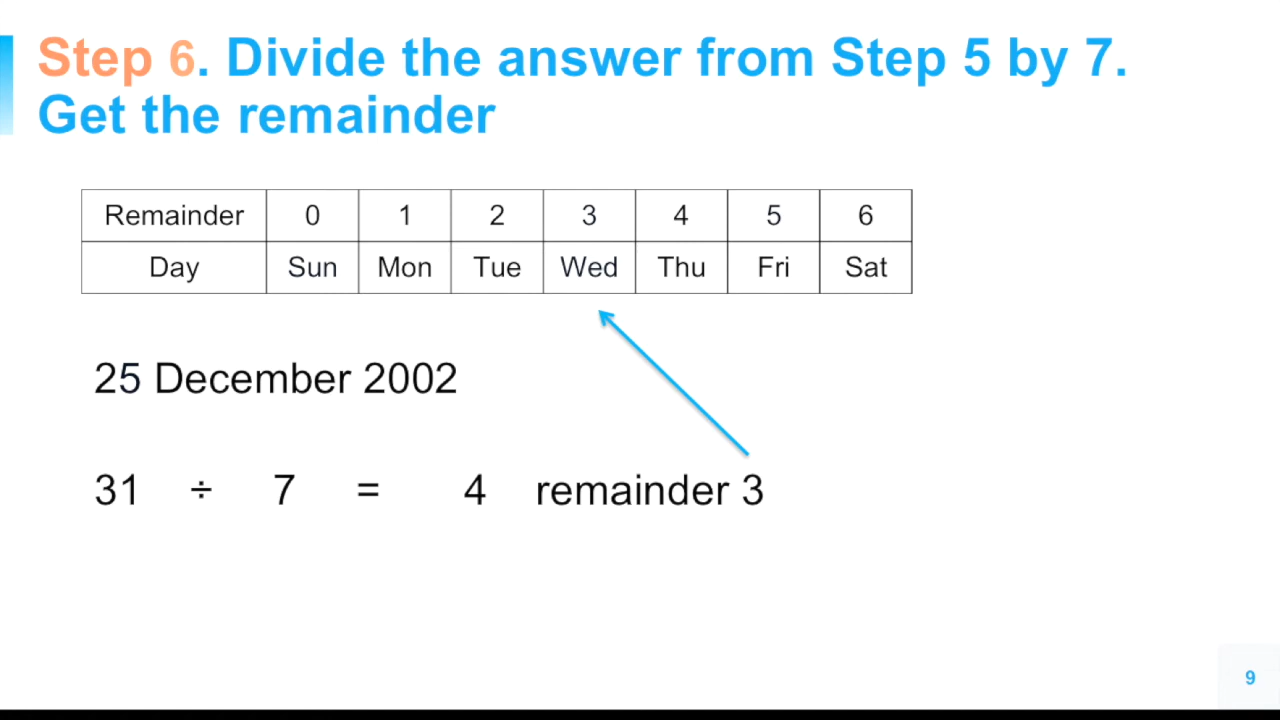 Step 6. Divide the answer from Step 5 by 7.
Get the remainder
Remainder 0 1 2 3 4 5 6
Day Sun Mon Tue Wed Thu Fri Sat
25 December 2002
31 ÷ 7 = 4 remainder 3
9